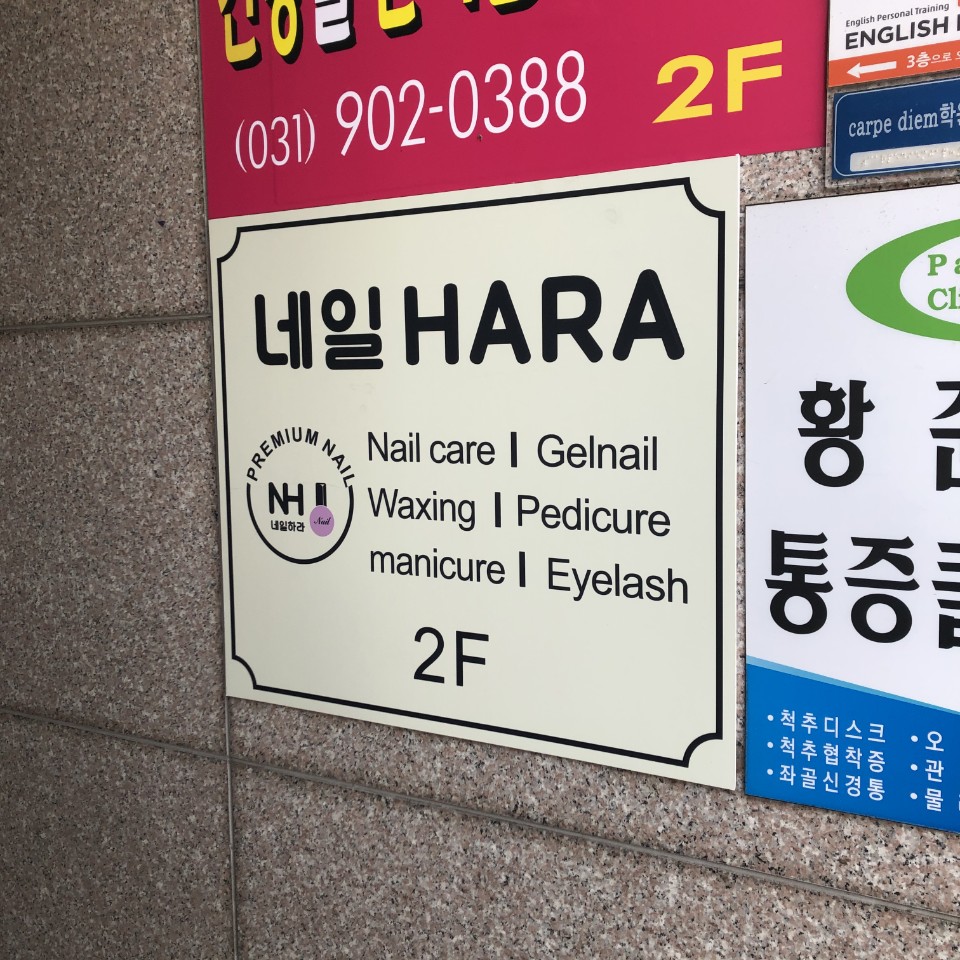 (031) 902-0388 2F
English Personal Training
ENGLISH
3층으로
carpe diem
네일 HARA
PREMIUM NAIL
NH
네일하라
Nail
Nail care | Gelnail
Waxing | Pedicure
manicure | Eyelash
2F
황
통증
• 척추디스크
• 척추협착증
• 좌골신경통
• 오
• 관
• 물